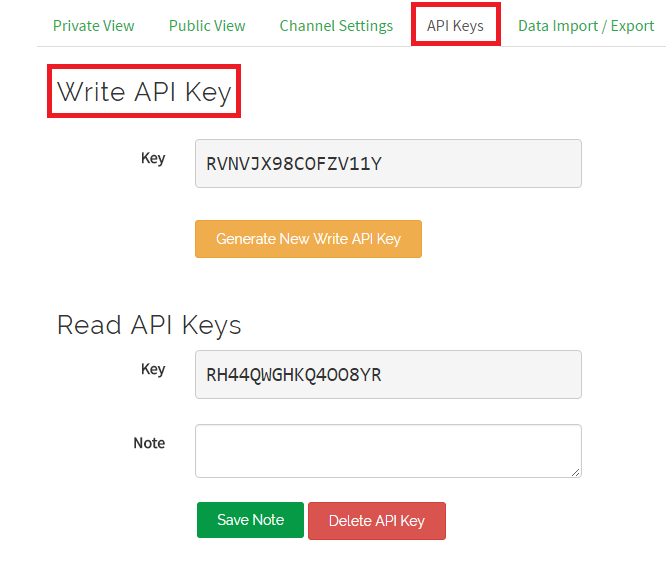 Private View Public View Channel Settings API Keys Data Import / Export
Write API Key
Key RVNVJX98COFZV11Y
Generate New Write API Key
Read API Keys
Key RH44QWGHKQ4OO8YR
Note
Save Note Delete API Key